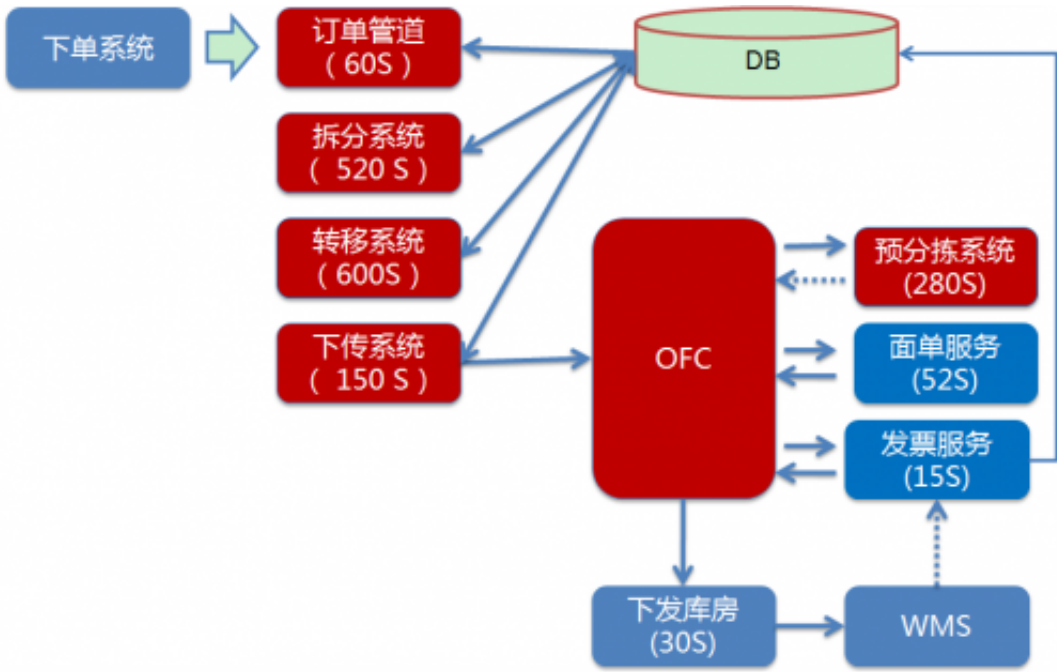 下单系统
订单管道
（ 60S ）
DB
拆分系统
（ 520 S ）
转移系统
（ 600S ）
下传系统
（ 150 S ）
OFC
预分拣系统
(280S)
面单服务
(52S)
发票服务
(15S)
下发库房
(30S)
WMS